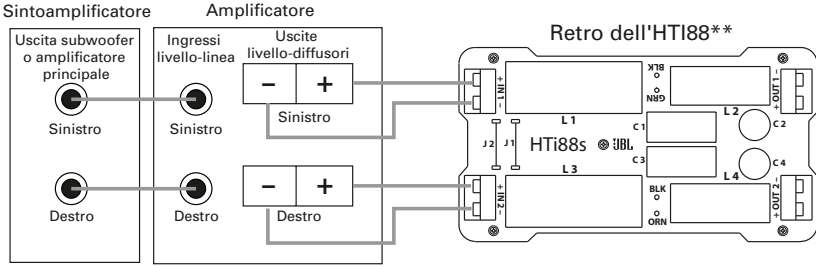 Sintoamplificatore
Amplificatore
Retro dell'HTI88**
Uscita subwoofer
o amplificatore
principale
Ingressi
livello-linea
Uscite
livello-diffusori
– +
Sinistro
Sinistro
Sinistro
– +
Destro
Destro
Destro
+ IN 1 –
L 1
BLK
GRN
L 2
+ OUT 1 –
C 1
C 2
J 2
J 1
HTi88s
JBL
C 3
C 4
L 3
L 4
+ IN 2 –
BLK
ORN
+ OUT 2 –